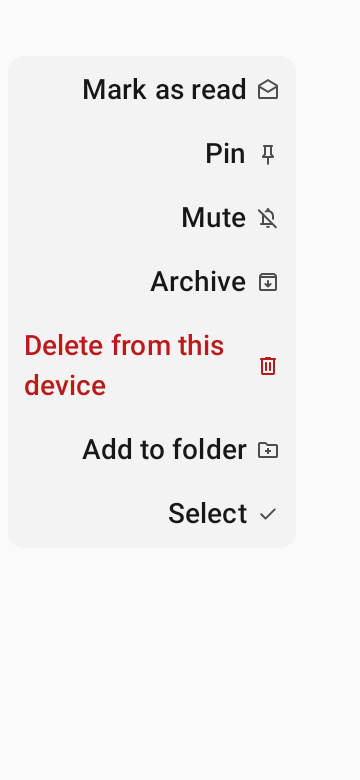 Mark as read
Pin
Mute
Archive
Delete from this
device
Add to folder
Select